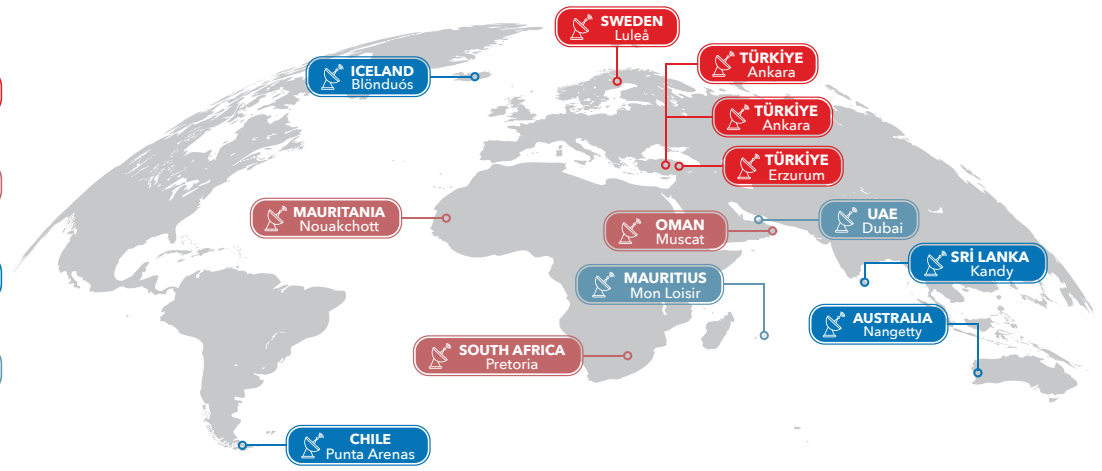 SWEDEN
Luleå
TÜRKİYE
Ankara
ICELAND
Blönduós
TÜRKİYE
Ankara
TÜRKİYE
Erzurum
MAURITANIA
Nouakchott
OMAN
Muscat
UAE
Dubai
SRİ LANKA
Kandy
MAURITIUS
Mon Loisir
AUSTRALIA
Nangetty
SOUTH AFRICA
Pretoria
CHILE
Punta Arenas